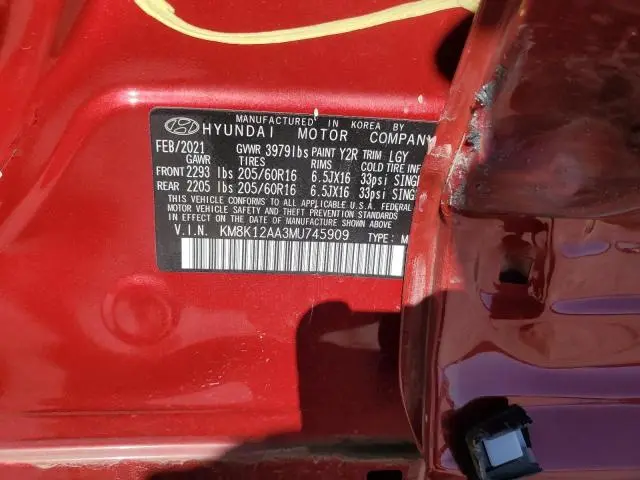 MANUFACTURED IN KOREA BY
HYUNDAI MOTOR COMPANY
FEB/2021 GVWR 3979lbs PAINT Y2R TRIM LGY
GAWR TIRES RIMS COLD TIRE INF
FRONT 2293 lbs 205/60R16 6.5JX16 33psi SINGL
REAR 2205 lbs 205/60R16 6.5JX16 33psi SINGL
THIS VEHICLE CONFORMS TO ALL APPLICABLE U.S.A. FEDERAL
MOTOR VEHICLE SAFETY AND THEFT PREVENTION STANDARDS
IN EFFECT ON THE DATE OF MANUFACTURE SHOWN ABOVE
V.I.N. KM8K12AA3MU745909 TYPE: M